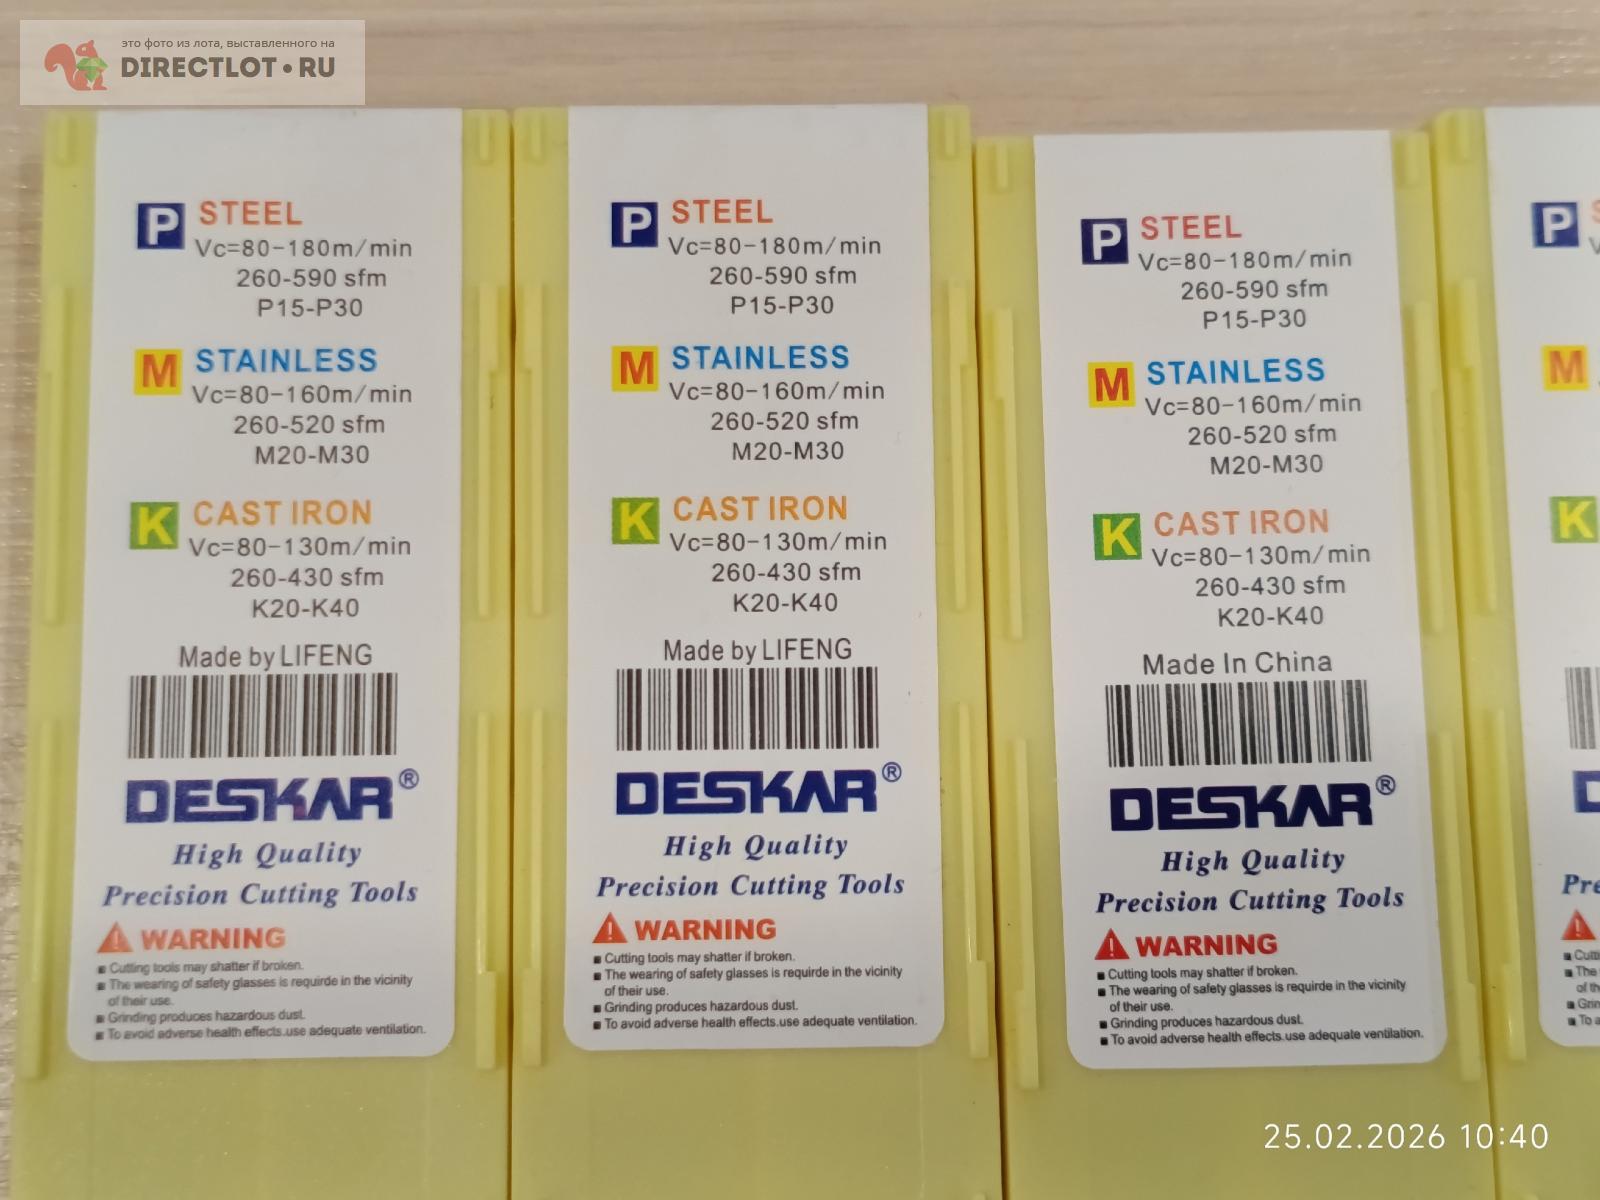 это фото из лота, выставленного на
DIRECTLOT•RU
P STEEL
Vc=80-180m/min
260-590 sfm
P15-P30
M STAINLESS
Vc=80-160m/min
260-520 sfm
M20-M30
K CAST IRON
Vc=80-130m/min
260-430 sfm
K20-K40
Made by LIFENG
DESKAR®
High Quality
Precision Cutting Tools
WARNING
Cutting tools may shatter if broken.
The wearing of safety glasses is requirde in the vicinity
of their use.
Grinding produces hazardous dust.
To avoid adverse health effects.use adequate ventilation.
P STEEL
Vc=80-180m/min
260-590 sfm
P15-P30
M STAINLESS
Vc=80-160m/min
260-520 sfm
M20-M30
K CAST IRON
Vc=80-130m/min
260-430 sfm
K20-K40
Made by LIFENG
DESKAR®
High Quality
Precision Cutting Tools
WARNING
Cutting tools may shatter if broken.
The wearing of safety glasses is requirde in the vicinity
of their use.
Grinding produces hazardous dust.
To avoid adverse health effects.use adequate ventilation.
P STEEL
Vc=80-180m/min
260-590 sfm
P15-P30
M STAINLESS
Vc=80-160m/min
260-520 sfm
M20-M30
K CAST IRON
Vc=80-130m/min
260-430 sfm
K20-K40
Made In China
DESKAR®
High Quality
Precision Cutting Tools
WARNING
Cutting tools may shatter if broken.
The wearing of safety glasses is requirde in the vicinity
of their use.
Grinding produces hazardous dust.
To avoid adverse health effects.use adequate ventilation.
P
M
K
The
25.02.2026 10:40